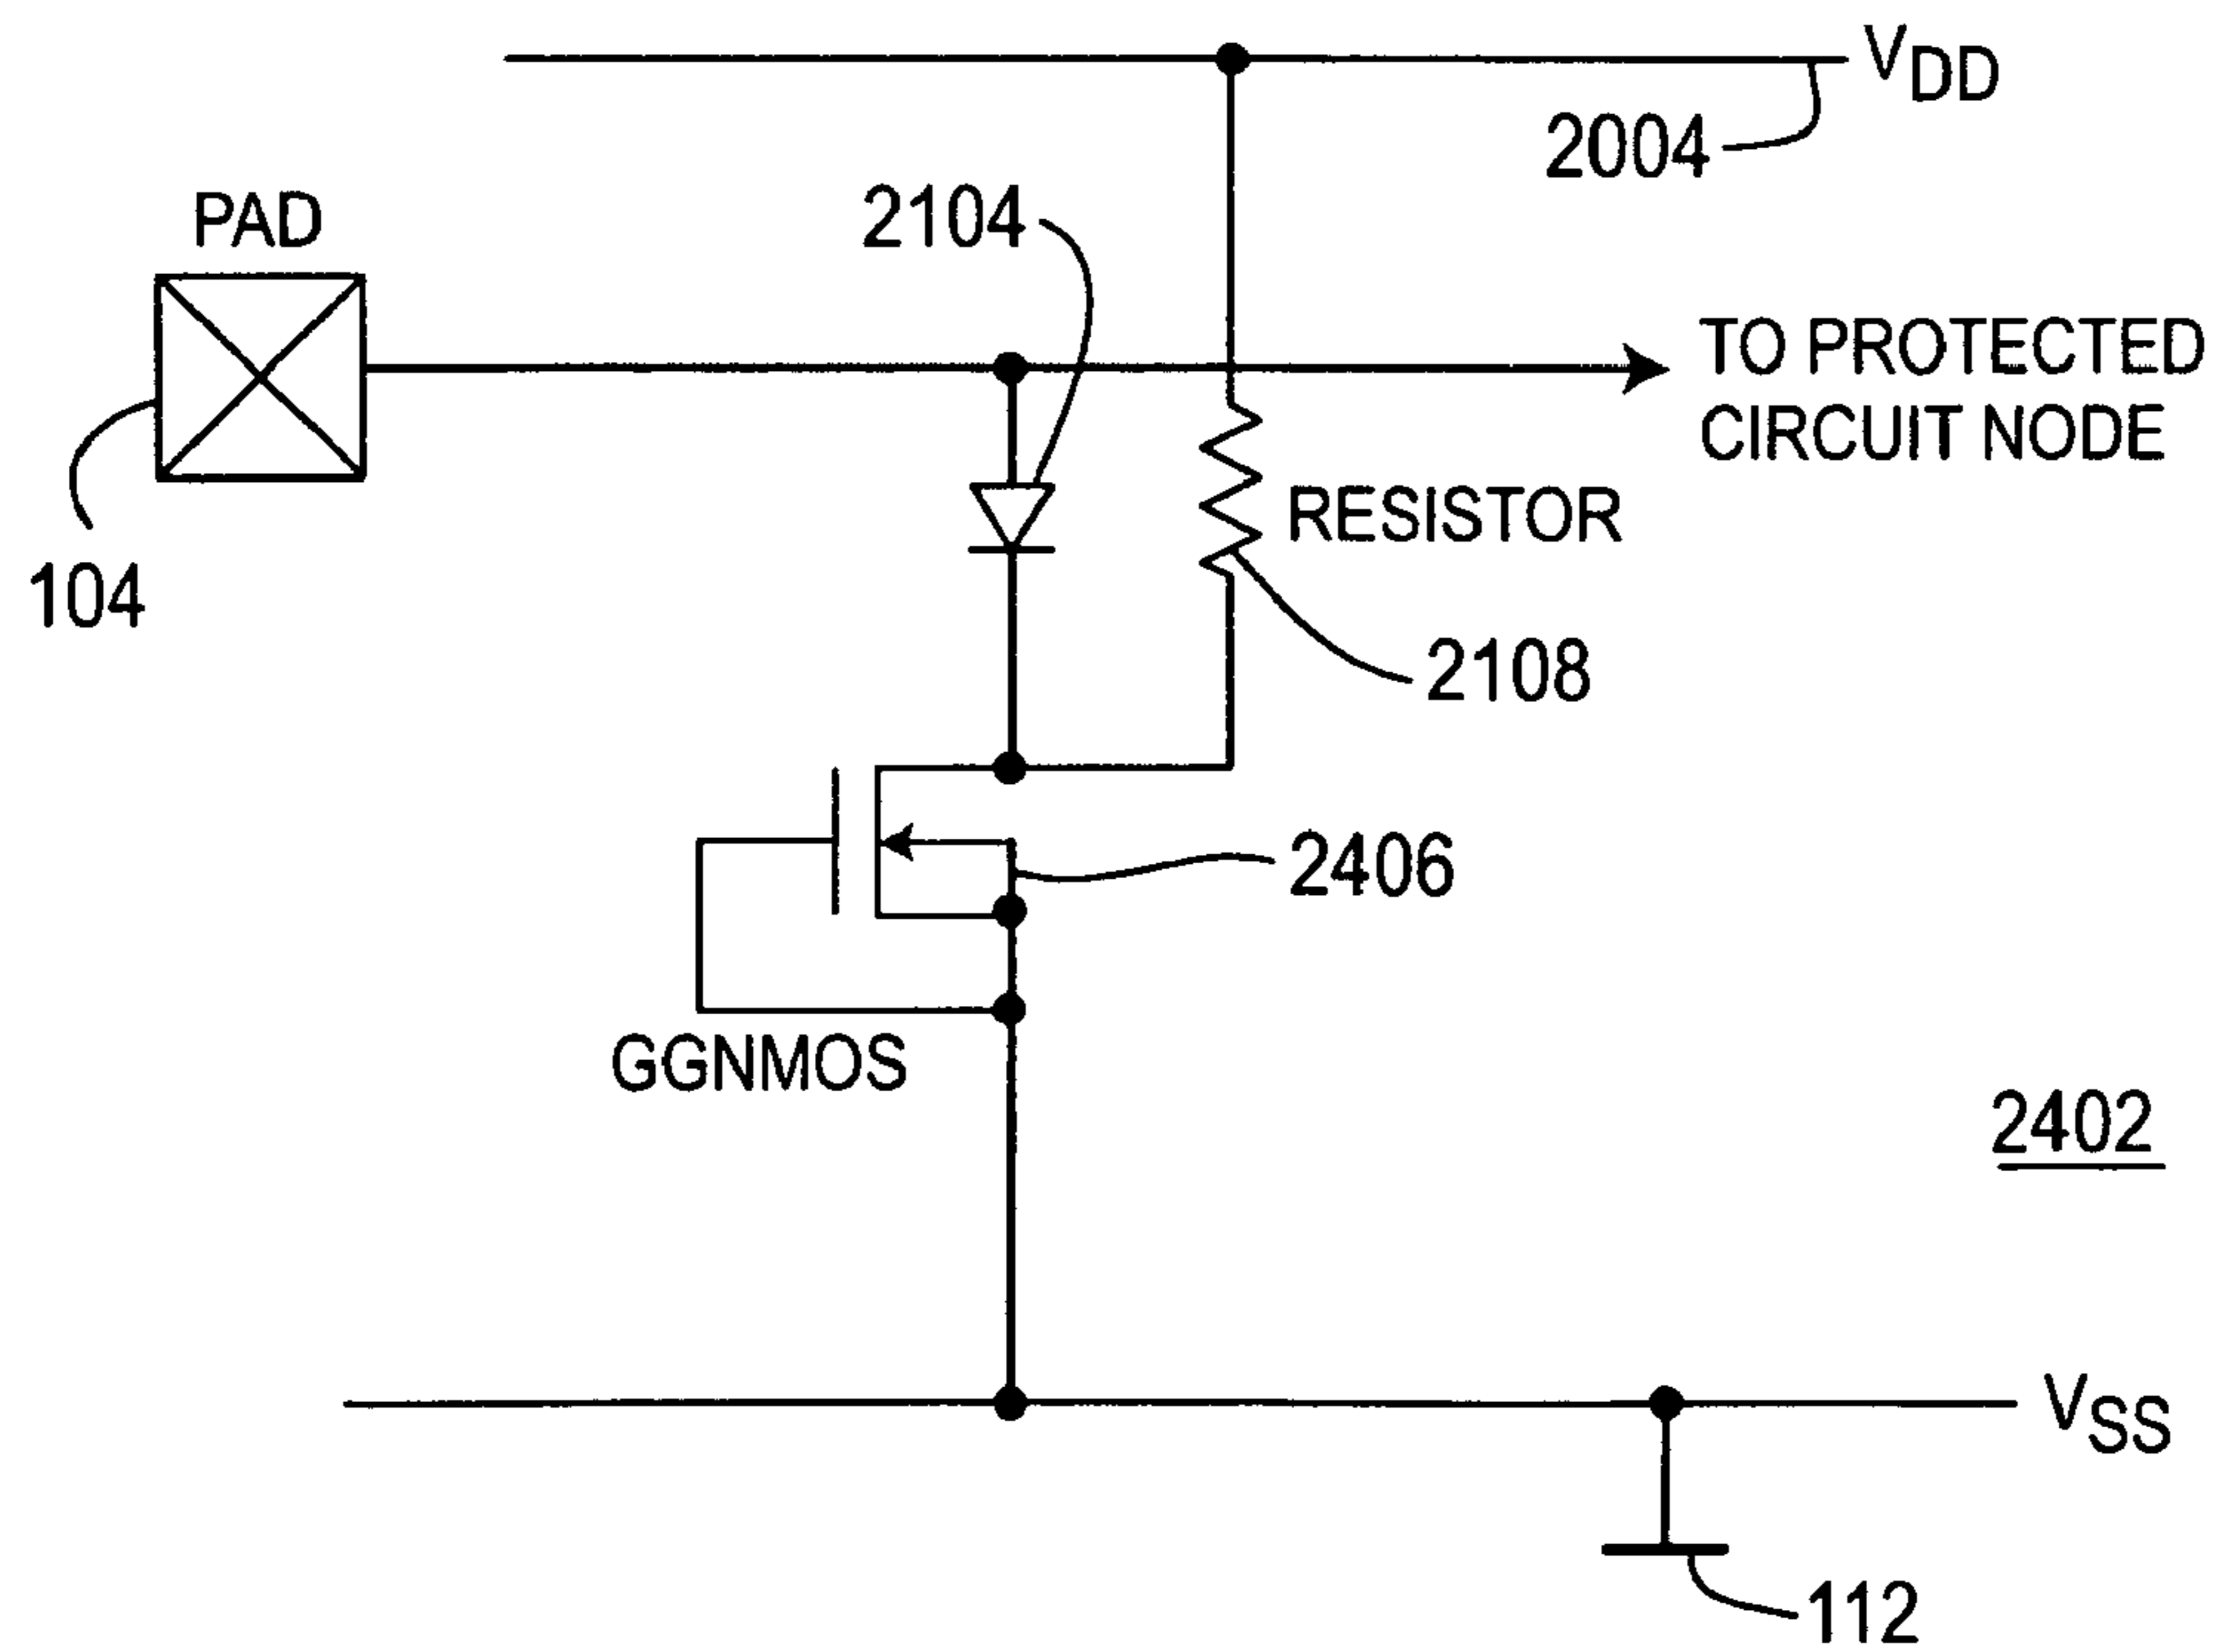 VDD
2004
2104
PAD
TO PROTECTED
CIRCUIT NODE
RESISTOR
104
2108
2406
GGNMOS
2402
VSS
112